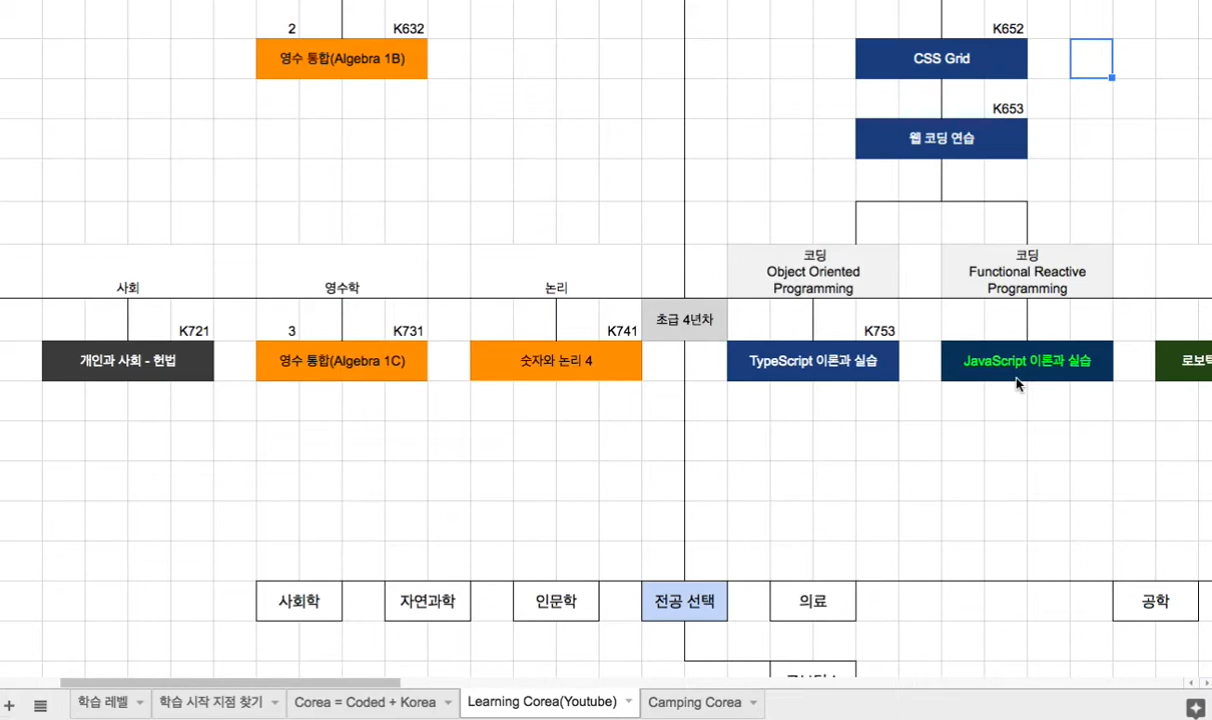 2
K632
K652
영수 통합(Algebra 1B)
CSS Grid
K653
웹 코딩 연습
코딩
Object Oriented
Programming
코딩
Functional Reactive
Programming
사회
영수학
논리
초급 4년차
K721
3
K731
K741
K753
개인과 사회 - 헌법
영수 통합(Algebra 1C)
숫자와 논리 4
TypeScript 이론과 실습
JavaScript 이론과 실습
사회학
자연과학
인문학
전공 선택
의료
공학
학습 레벨
학습 시작 지점 찾기
Corea = Coded + Korea
Learning Corea(Youtube)
Camping Corea